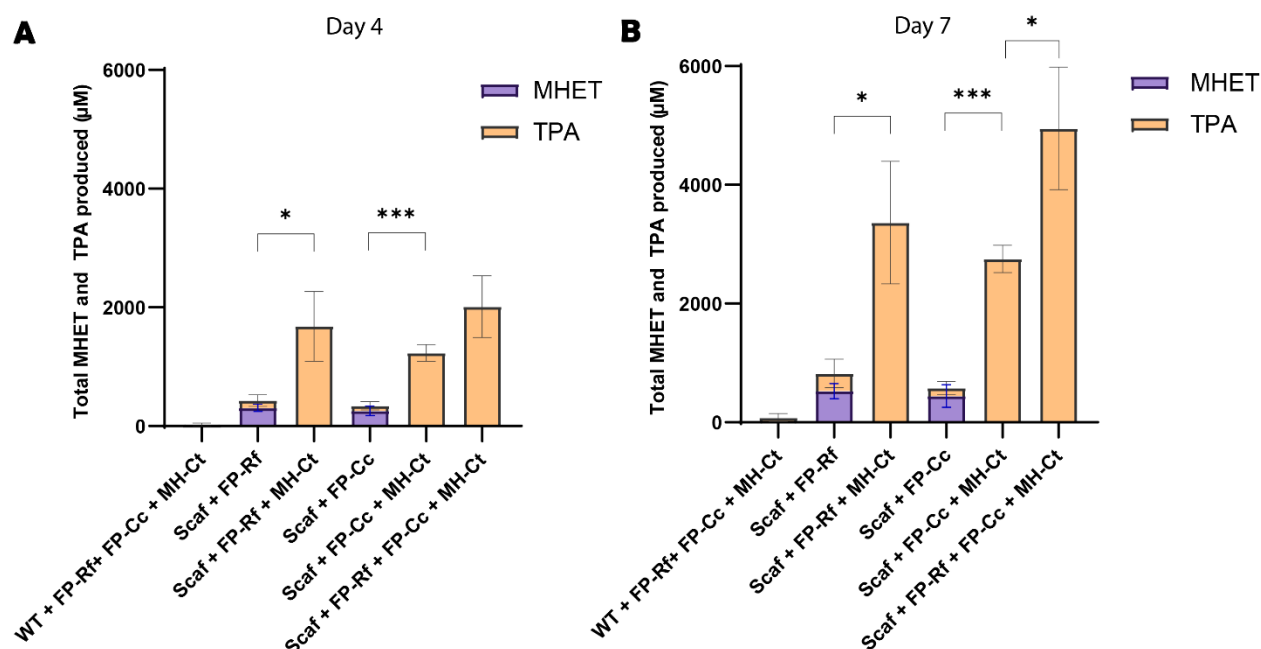 A
Day 4
Total MHET and  TPA produced (µM)
6000
4000
2000
0
MHET
TPA
*
***
WT + FP-Rf+ FP-Cc + MH-Ct
Scaf + FP-Rf
Scaf + FP-Rf + MH-Ct
Scaf + FP-Cc
Scaf + FP-Cc + MH-Ct
Scaf + FP-Rf + FP-Cc + MH-Ct
B
Day 7
Total MHET and  TPA produced (µM)
6000
4000
2000
0
MHET
TPA
*
***
*
WT + FP-Rf+ FP-Cc + MH-Ct
Scaf + FP-Rf
Scaf + FP-Rf + MH-Ct
Scaf + FP-Cc
Scaf + FP-Cc + MH-Ct
Scaf + FP-Rf + FP-Cc + MH-Ct